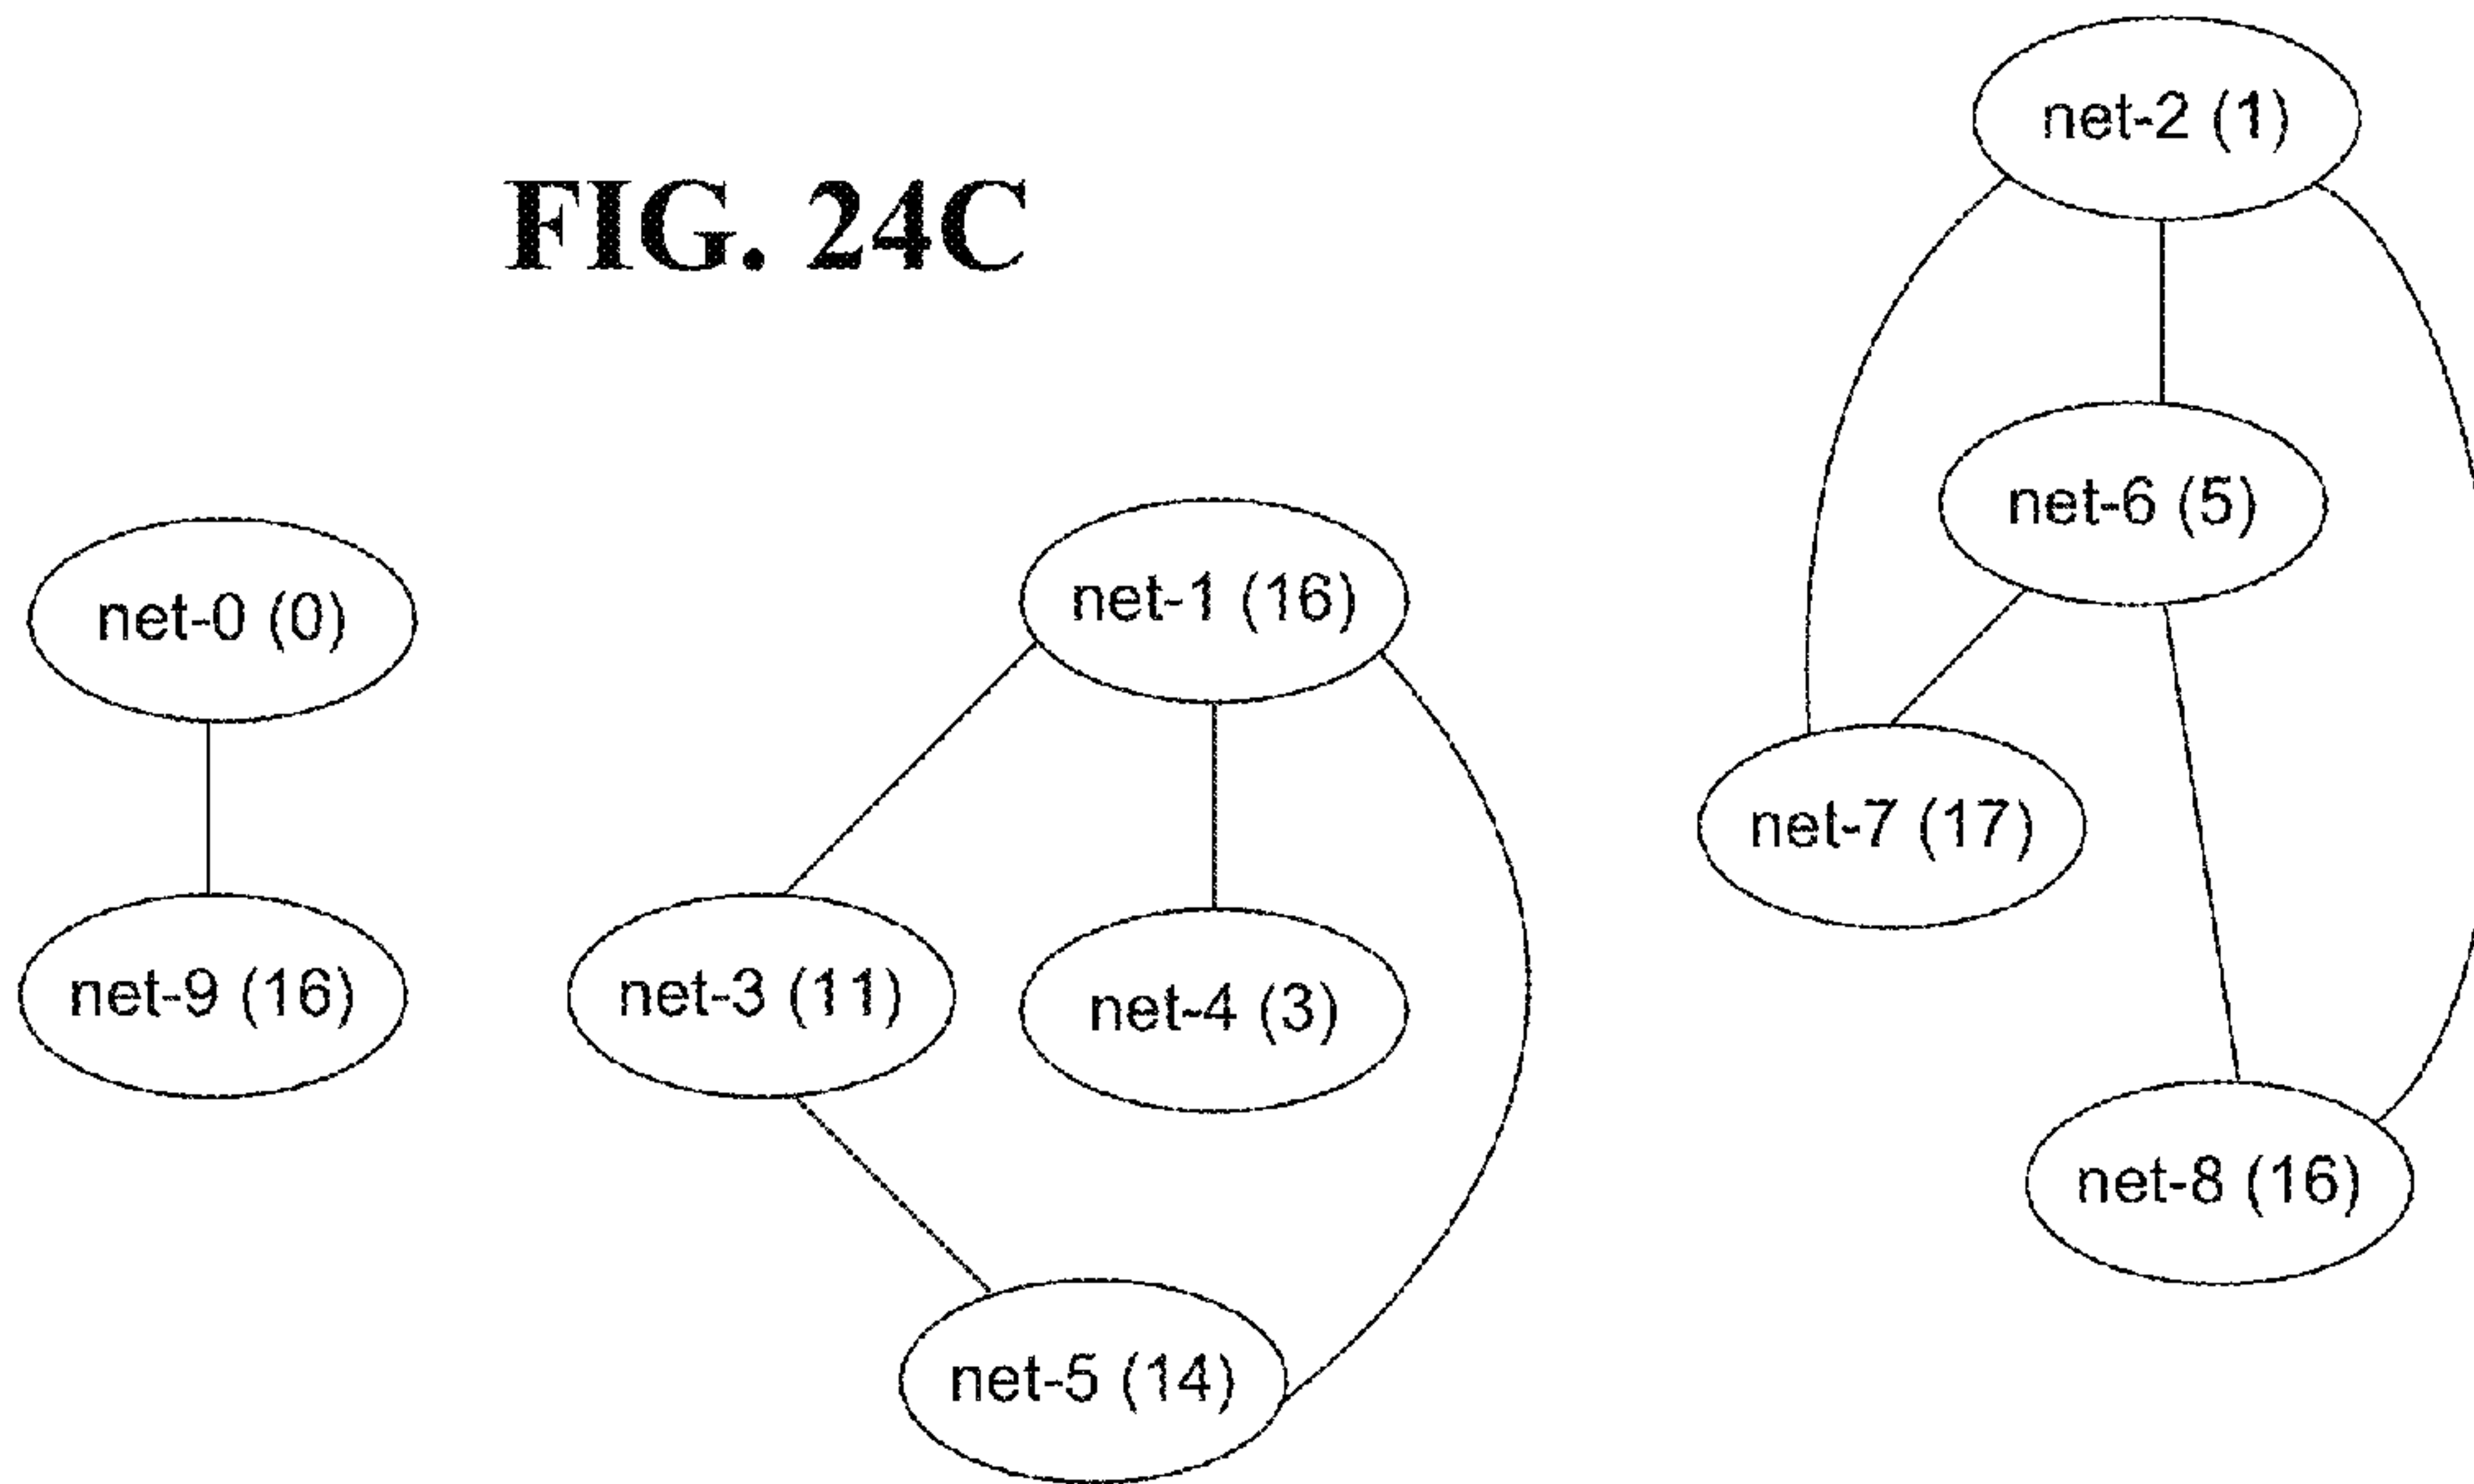 FIG. 24C
net-2 (1)
net-6 (5)
net-0 (0)
net-1 (16)
net-7 (17)
net-9 (16)
net-3 (11)
net-4 (3)
net-8 (16)
net-5 (14)